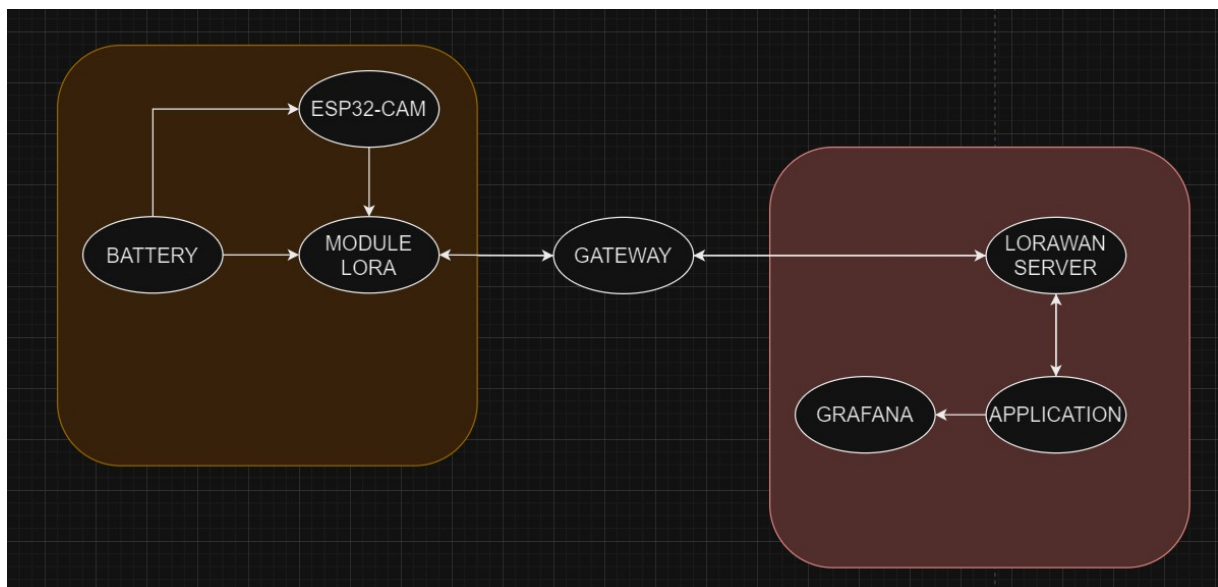 ESP32-CAM
BATTERY
MODULE
LORA
GATEWAY
LORAWAN
SERVER
GRAFANA
APPLICATION